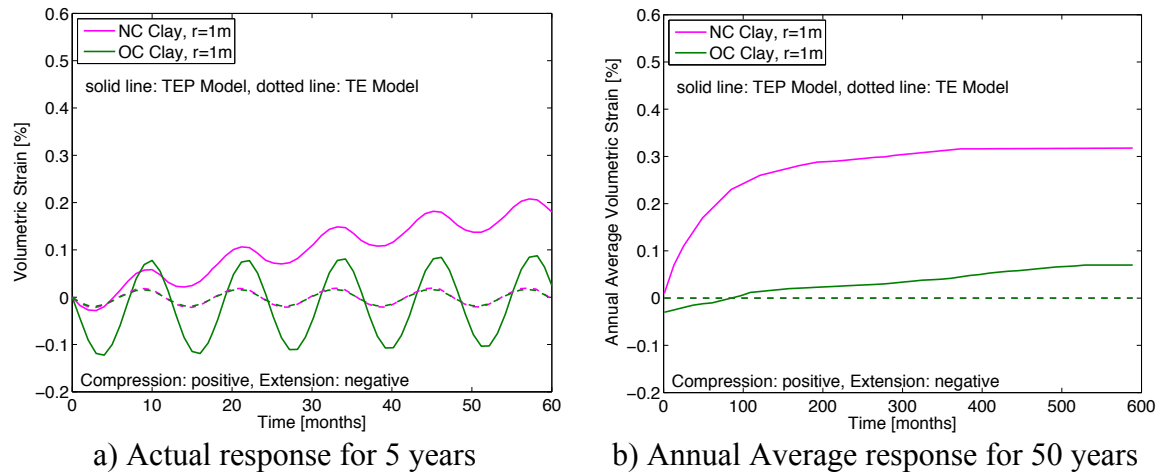 NC Clay, r=1m
OC Clay, r=1m
solid line: TEP Model, dotted line: TE Model
Compression: positive, Extension: negative
Volumetric Strain [%]
0.6
0.5
0.4
0.3
0.2
0.1
0
−0.1
−0.2
0 10 20 30 40 50 60
Time [months]
a) Actual response for 5 years
NC Clay, r=1m
OC Clay, r=1m
solid line: TEP Model, dotted line: TE Model
Compression: positive, Extension: negative
Annual Average Volumetric Strain [%]
0.6
0.5
0.4
0.3
0.2
0.1
0
−0.1
−0.2
0 100 200 300 400 500 600
Time [months]
b) Annual Average response for 50 years